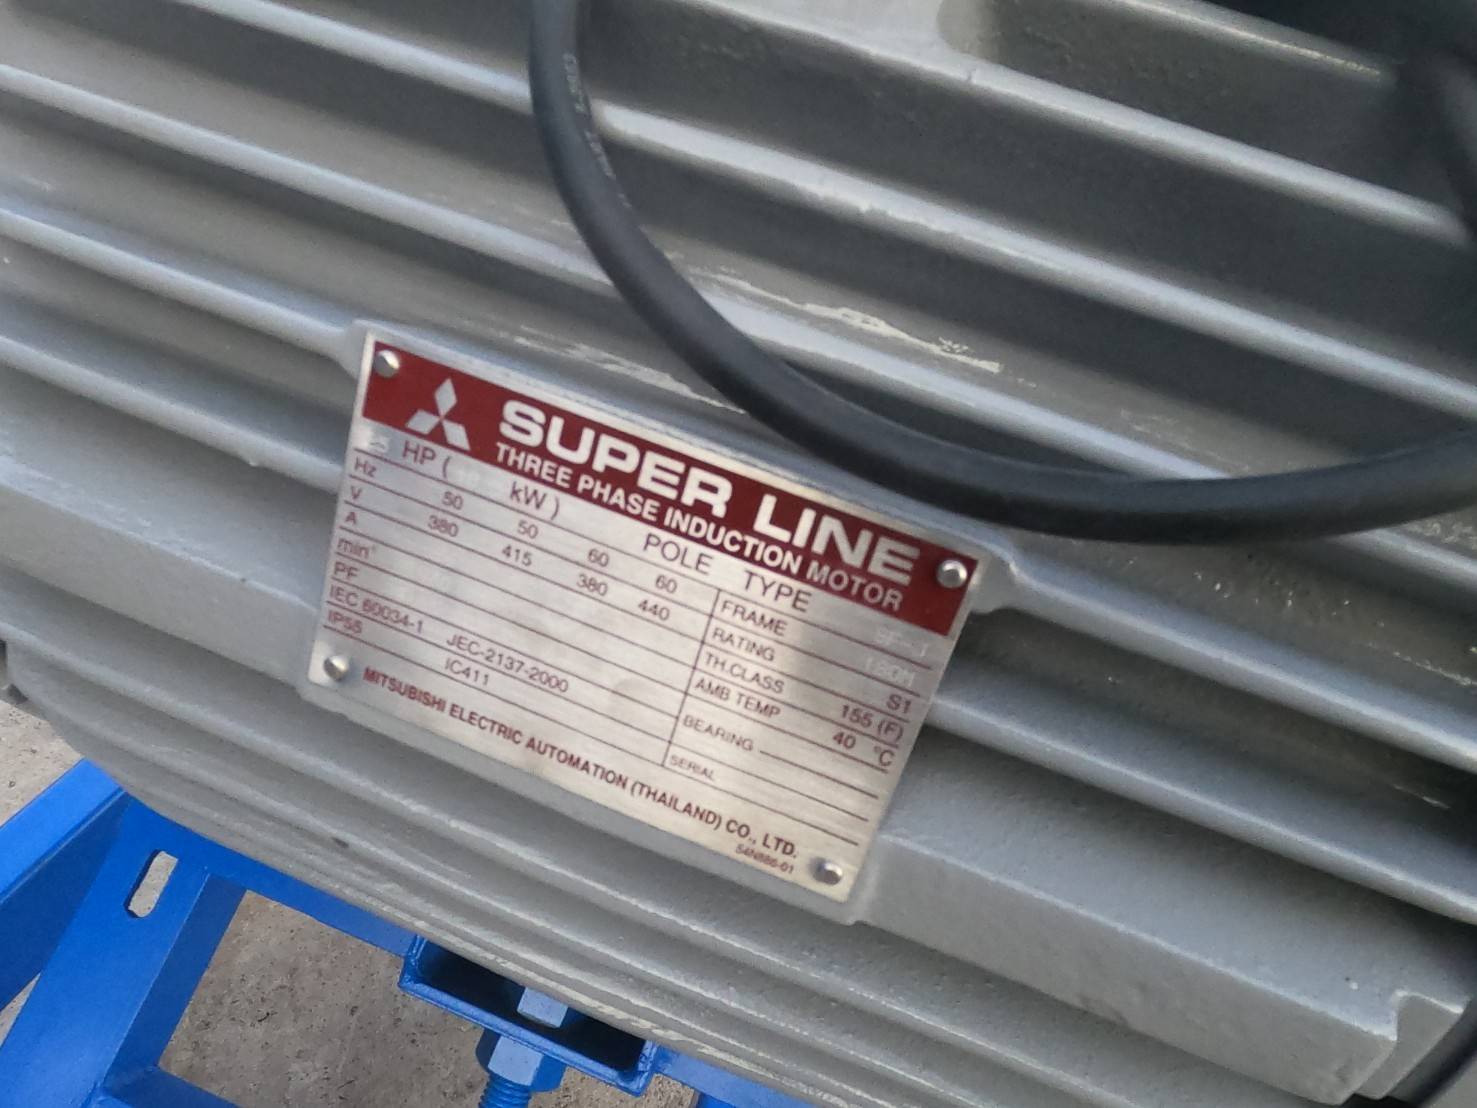 SUPER LINE
THREE PHASE INDUCTION MOTOR
HP ( kW ) POLE TYPE
Hz 50 50 60 60
V 380 415 380 440
A
min⁻¹
PF
IEC 60034-1 JEC-2137-2000
IP55 IC411
FRAME
RATING S1
TH.CLASS 155 (F)
AMB TEMP 40 °C
BEARING
SERIAL
MITSUBISHI ELECTRIC AUTOMATION (THAILAND) CO., LTD.